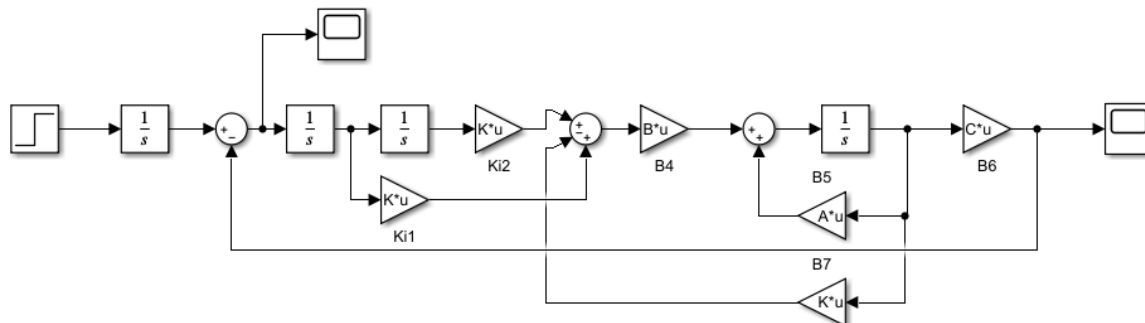 1
s
+
−
1
s
1
s
K*u
Ki2
+
−
+
B*u
B4
+
+
1
s
B5
C*u
B6
K*u
Ki1
A*u
B7
K*u